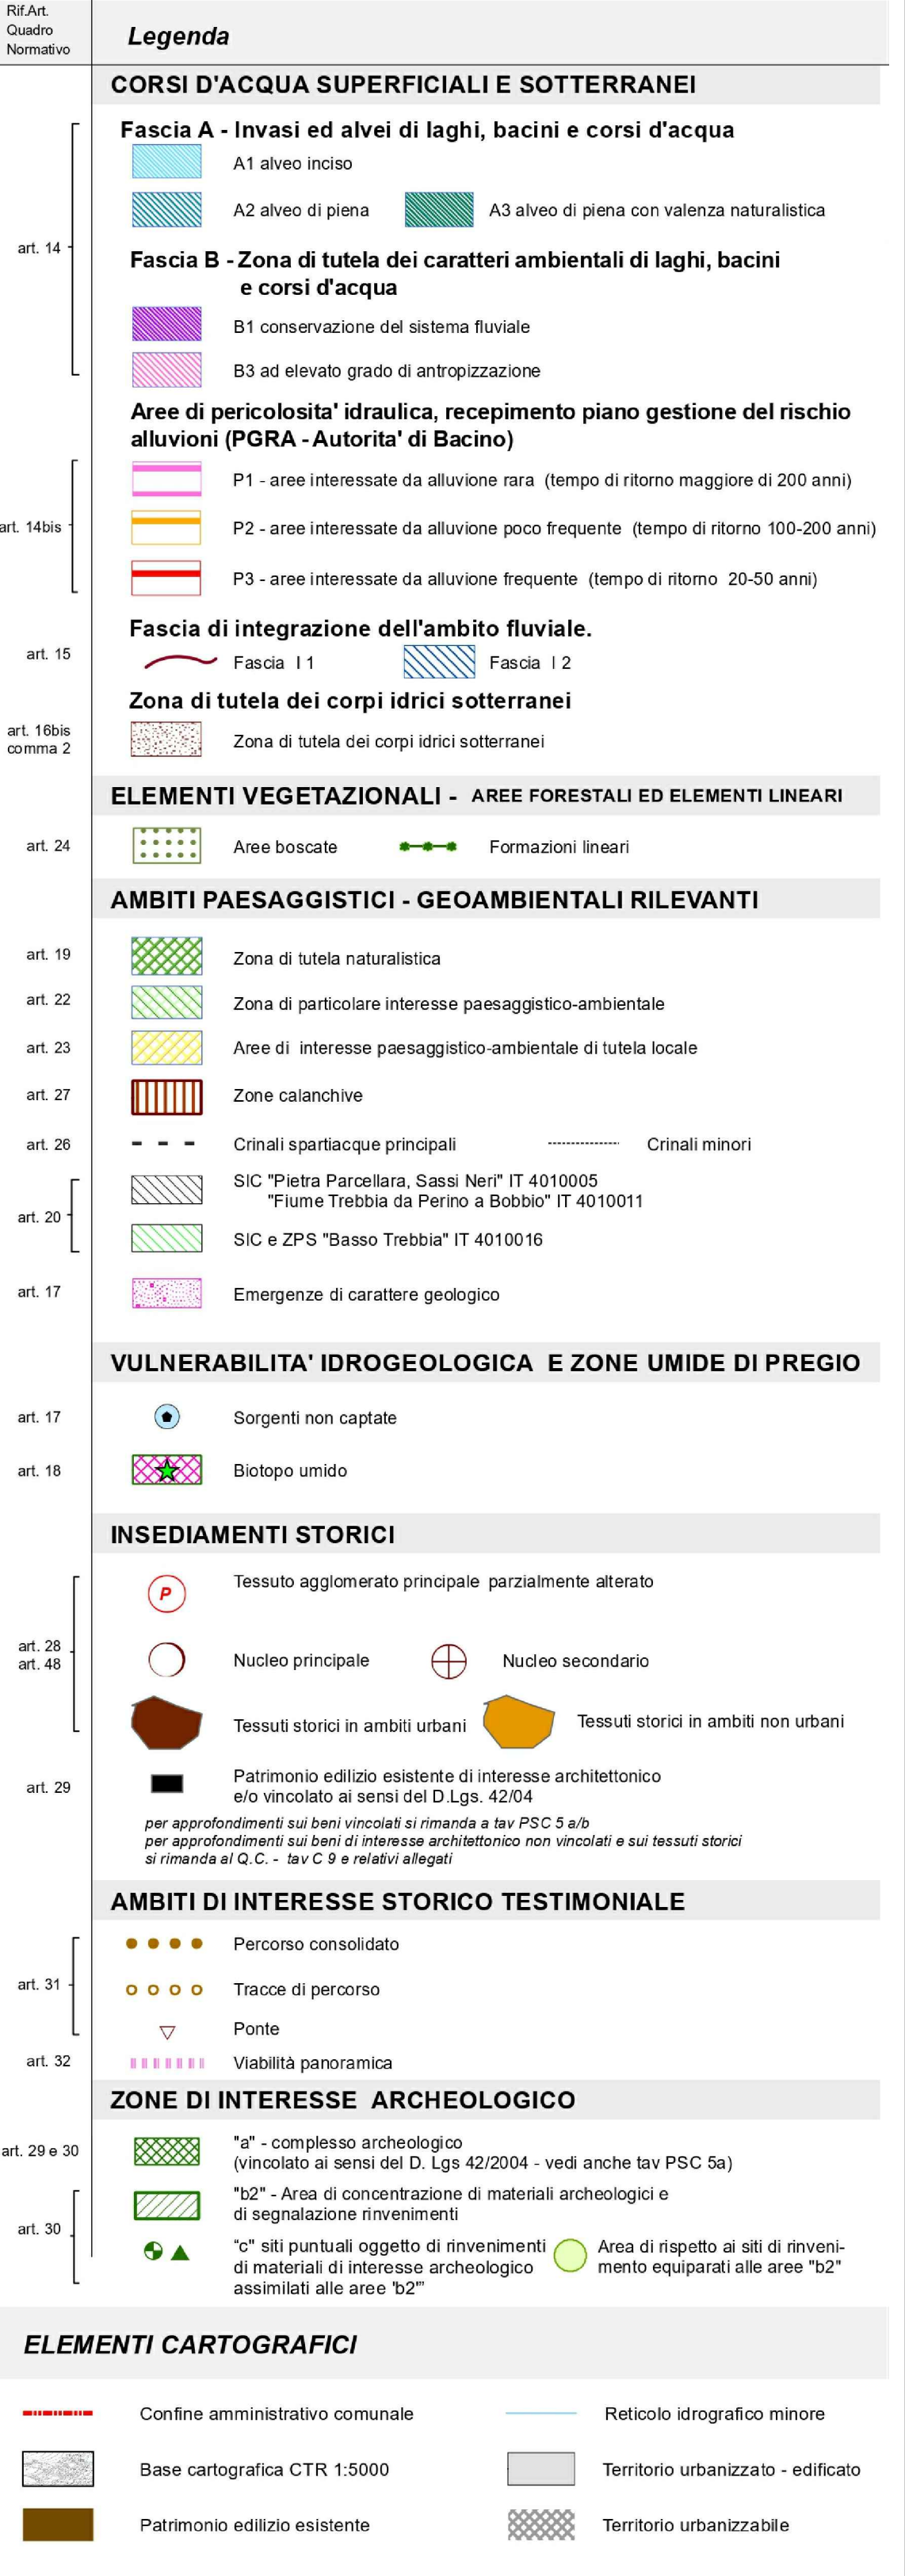 Rif.Art.
Quadro
Normativo
Legenda
CORSI D'ACQUA SUPERFICIALI E SOTTERRANEI
art. 14
Fascia A - Invasi ed alvei di laghi, bacini e corsi d'acqua
A1 alveo inciso
A2 alveo di piena
A3 alveo di piena con valenza naturalistica
Fascia B - Zona di tutela dei caratteri ambientali di laghi, bacini
e corsi d'acqua
B1 conservazione del sistema fluviale
B3 ad elevato grado di antropizzazione
Aree di pericolosita' idraulica, recepimento piano gestione del rischio
alluvioni (PGRA - Autorita' di Bacino)
art. 14bis
P1 - aree interessate da alluvione rara (tempo di ritorno maggiore di 200 anni)
P2 - aree interessate da alluvione poco frequente (tempo di ritorno 100-200 anni)
P3 - aree interessate da alluvione frequente (tempo di ritorno 20-50 anni)
Fascia di integrazione dell'ambito fluviale.
art. 15
Fascia I 1
Fascia I 2
Zona di tutela dei corpi idrici sotterranei
art. 16bis
comma 2
Zona di tutela dei corpi idrici sotterranei
ELEMENTI VEGETAZIONALI - AREE FORESTALI ED ELEMENTI LINEARI
art. 24
Aree boscate
Formazioni lineari
AMBITI PAESAGGISTICI - GEOAMBIENTALI RILEVANTI
art. 19
Zona di tutela naturalistica
art. 22
Zona di particolare interesse paesaggistico-ambientale
art. 23
Aree di interesse paesaggistico-ambientale di tutela locale
art. 27
Zone calanchive
art. 26
Crinali spartiacque principali
Crinali minori
art. 20
SIC "Pietra Parcellara, Sassi Neri" IT 4010005
"Fiume Trebbia da Perino a Bobbio" IT 4010011
SIC e ZPS "Basso Trebbia" IT 4010016
art. 17
Emergenze di carattere geologico
VULNERABILITA' IDROGEOLOGICA E ZONE UMIDE DI PREGIO
art. 17
Sorgenti non captate
art. 18
Biotopo umido
INSEDIAMENTI STORICI
art. 28
art. 48
P
Tessuto agglomerato principale parzialmente alterato
Nucleo principale
Nucleo secondario
Tessuti storici in ambiti urbani
Tessuti storici in ambiti non urbani
art. 29
Patrimonio edilizio esistente di interesse architettonico
e/o vincolato ai sensi del D.Lgs. 42/04
per approfondimenti sui beni vincolati si rimanda a tav PSC 5 a/b
per approfondimenti sui beni di interesse architettonico non vincolati e sui tessuti storici
si rimanda al Q.C. - tav C 9 e relativi allegati
AMBITI DI INTERESSE STORICO TESTIMONIALE
art. 31
Percorso consolidato
Tracce di percorso
Ponte
art. 32
Viabilità panoramica
ZONE DI INTERESSE ARCHEOLOGICO
art. 29 e 30
"a" - complesso archeologico
(vincolato ai sensi del D. Lgs 42/2004 - vedi anche tav PSC 5a)
art. 30
"b2" - Area di concentrazione di materiali archeologici e
di segnalazione rinvenimenti
"c" siti puntuali oggetto di rinvenimenti
di materiali di interesse archeologico
assimilati alle aree 'b2'"
Area di rispetto ai siti di rinveni-
mento equiparati alle aree "b2"
ELEMENTI CARTOGRAFICI
Confine amministrativo comunale
Reticolo idrografico minore
Base cartografica CTR 1:5000
Territorio urbanizzato - edificato
Patrimonio edilizio esistente
Territorio urbanizzabile